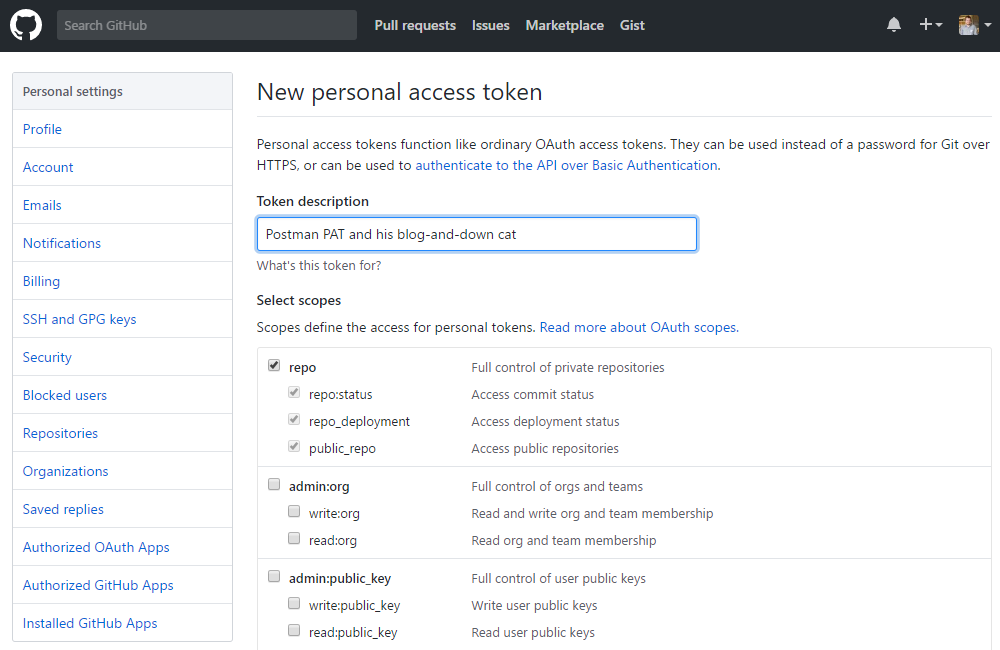 Search GitHub Pull requests Issues Marketplace Gist
Personal settings
Profile
Account
Emails
Notifications
Billing
SSH and GPG keys
Security
Blocked users
Repositories
Organizations
Saved replies
Authorized OAuth Apps
Authorized GitHub Apps
Installed GitHub Apps
New personal access token
Personal access tokens function like ordinary OAuth access tokens. They can be used instead of a password for Git over
HTTPS, or can be used to authenticate to the API over Basic Authentication.
Token description
Postman PAT and his blog-and-down cat
What's this token for?
Select scopes
Scopes define the access for personal tokens. Read more about OAuth scopes.
repo Full control of private repositories
repo:status Access commit status
repo_deployment Access deployment status
public_repo Access public repositories
admin:org Full control of orgs and teams
write:org Read and write org and team membership
read:org Read org and team membership
admin:public_key Full control of user public keys
write:public_key Write user public keys
read:public_key Read user public keys